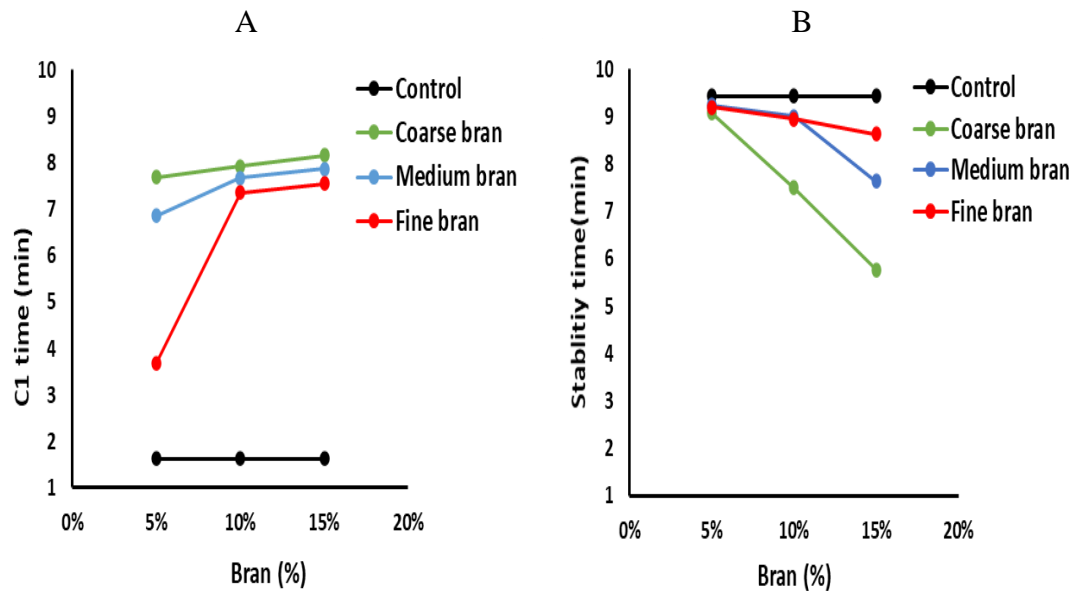 A
10
9
8
7
6
5
4
3
2
1
0%
5%
10%
15%
20%
C1 time (min)
Bran (%)
Control
Coarse bran
Medium bran
Fine bran
B
10
9
8
7
6
5
4
3
2
1
0%
5%
10%
15%
20%
Stablitiy time(min)
Bran (%)
Control
Coarse bran
Medium bran
Fine bran